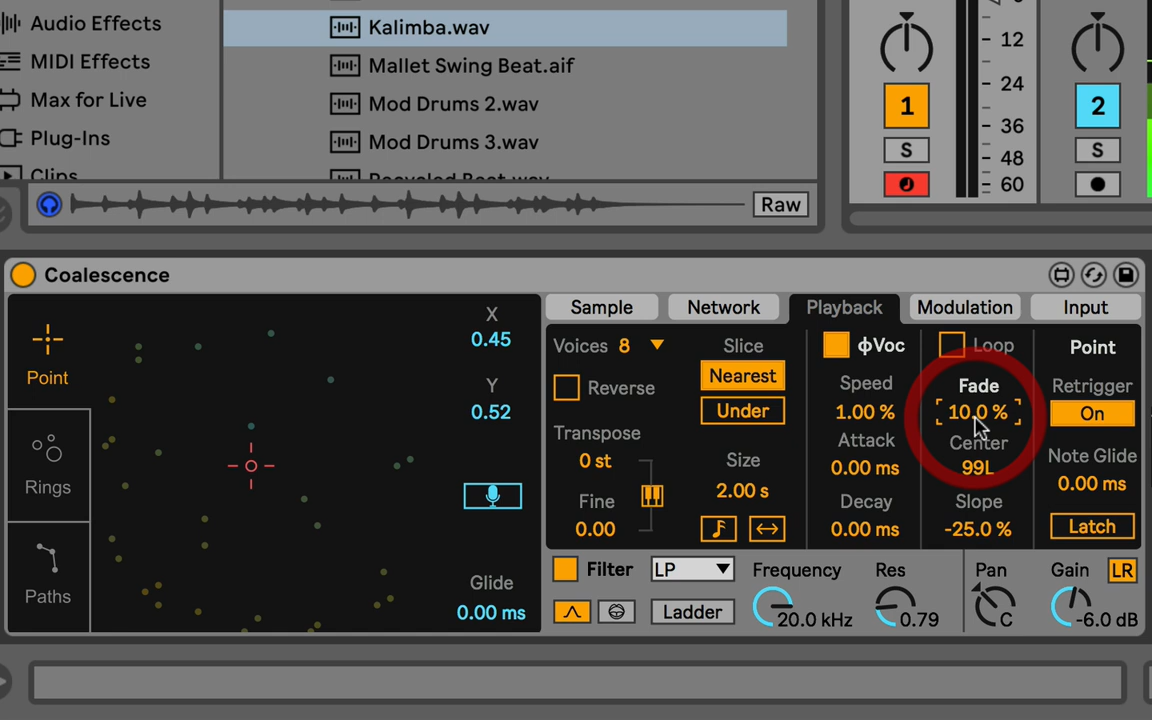 Audio Effects
MIDI Effects
Max for Live
Plug-Ins
Clips
Kalimba.wav
Mallet Swing Beat.aif
Mod Drums 2.wav
Mod Drums 3.wav
Recycled Beat.wav
Raw
12
24
36
48
60
1
S
2
S
Coalescence
Point
Rings
Paths
X
0.45
Y
0.52
Glide
0.00 ms
Sample
Network
Playback
Modulation
Input
Voices 8
Reverse
Transpose
0 st
Fine
0.00
Slice
Nearest
Under
Size
2.00 s
ϕVoc
Speed
1.00 %
Attack
0.00 ms
Decay
0.00 ms
Loop
Fade
10.0 %
Center
99L
Slope
-25.0 %
Point
Retrigger
On
Note Glide
0.00 ms
Latch
Filter
LP
Ladder
Frequency
20.0 kHz
Res
0.79
Pan
C
Gain
LR
-6.0 dB